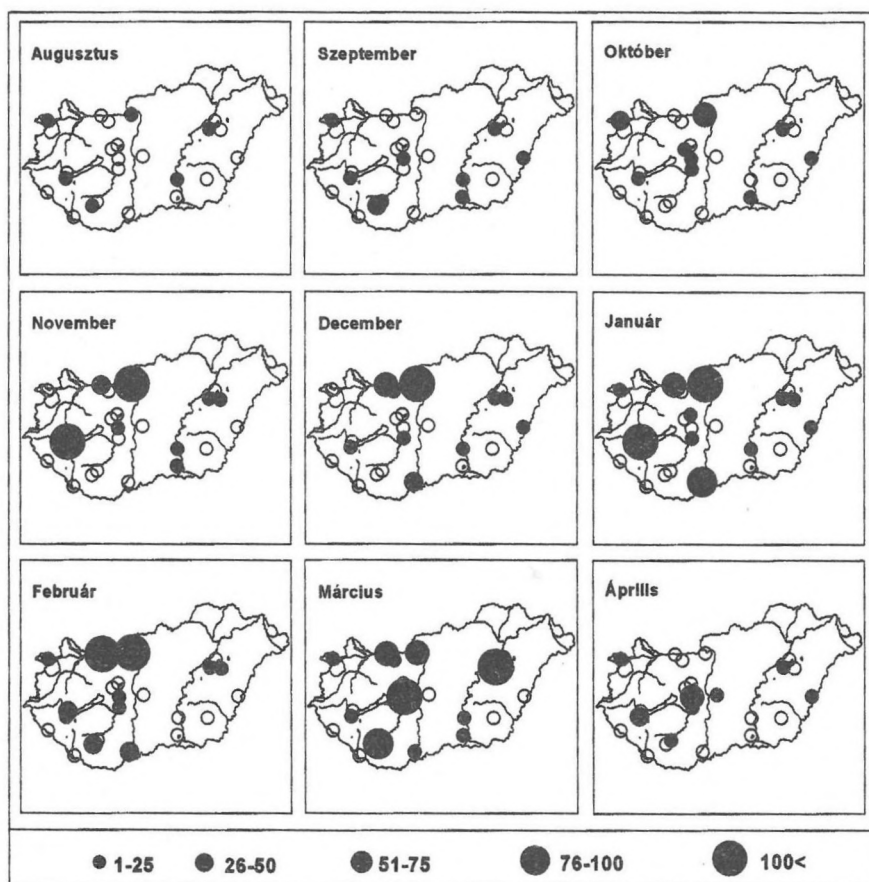 Augusztus
Szeptember
Október
November
December
Január
Február
Március
Április
1-25 26-50 51-75 76-100 100<